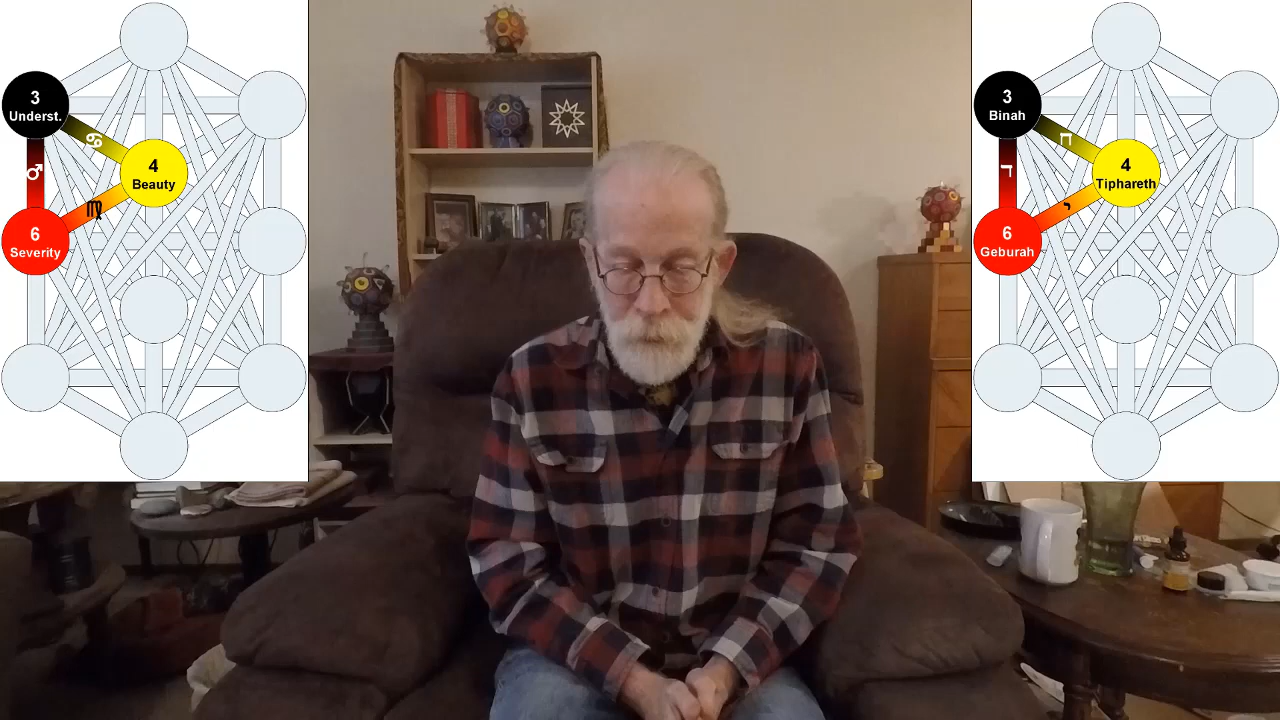 3
Underst.
♋
4
Beauty
♂
♍
6
Severity
3
Binah
ח
4
Tiphareth
י
6
Geburah